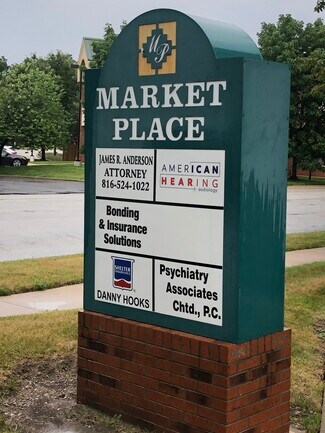 MP
MARKET
PLACE
JAMES R. ANDERSON
ATTORNEY
816-524-1022
AMERICAN
HEARING
audiology
Bonding
& Insurance
Solutions
SHELTER
INSURANCE
DANNY HOOKS
Psychiatry
Associates
Chtd., P.C.